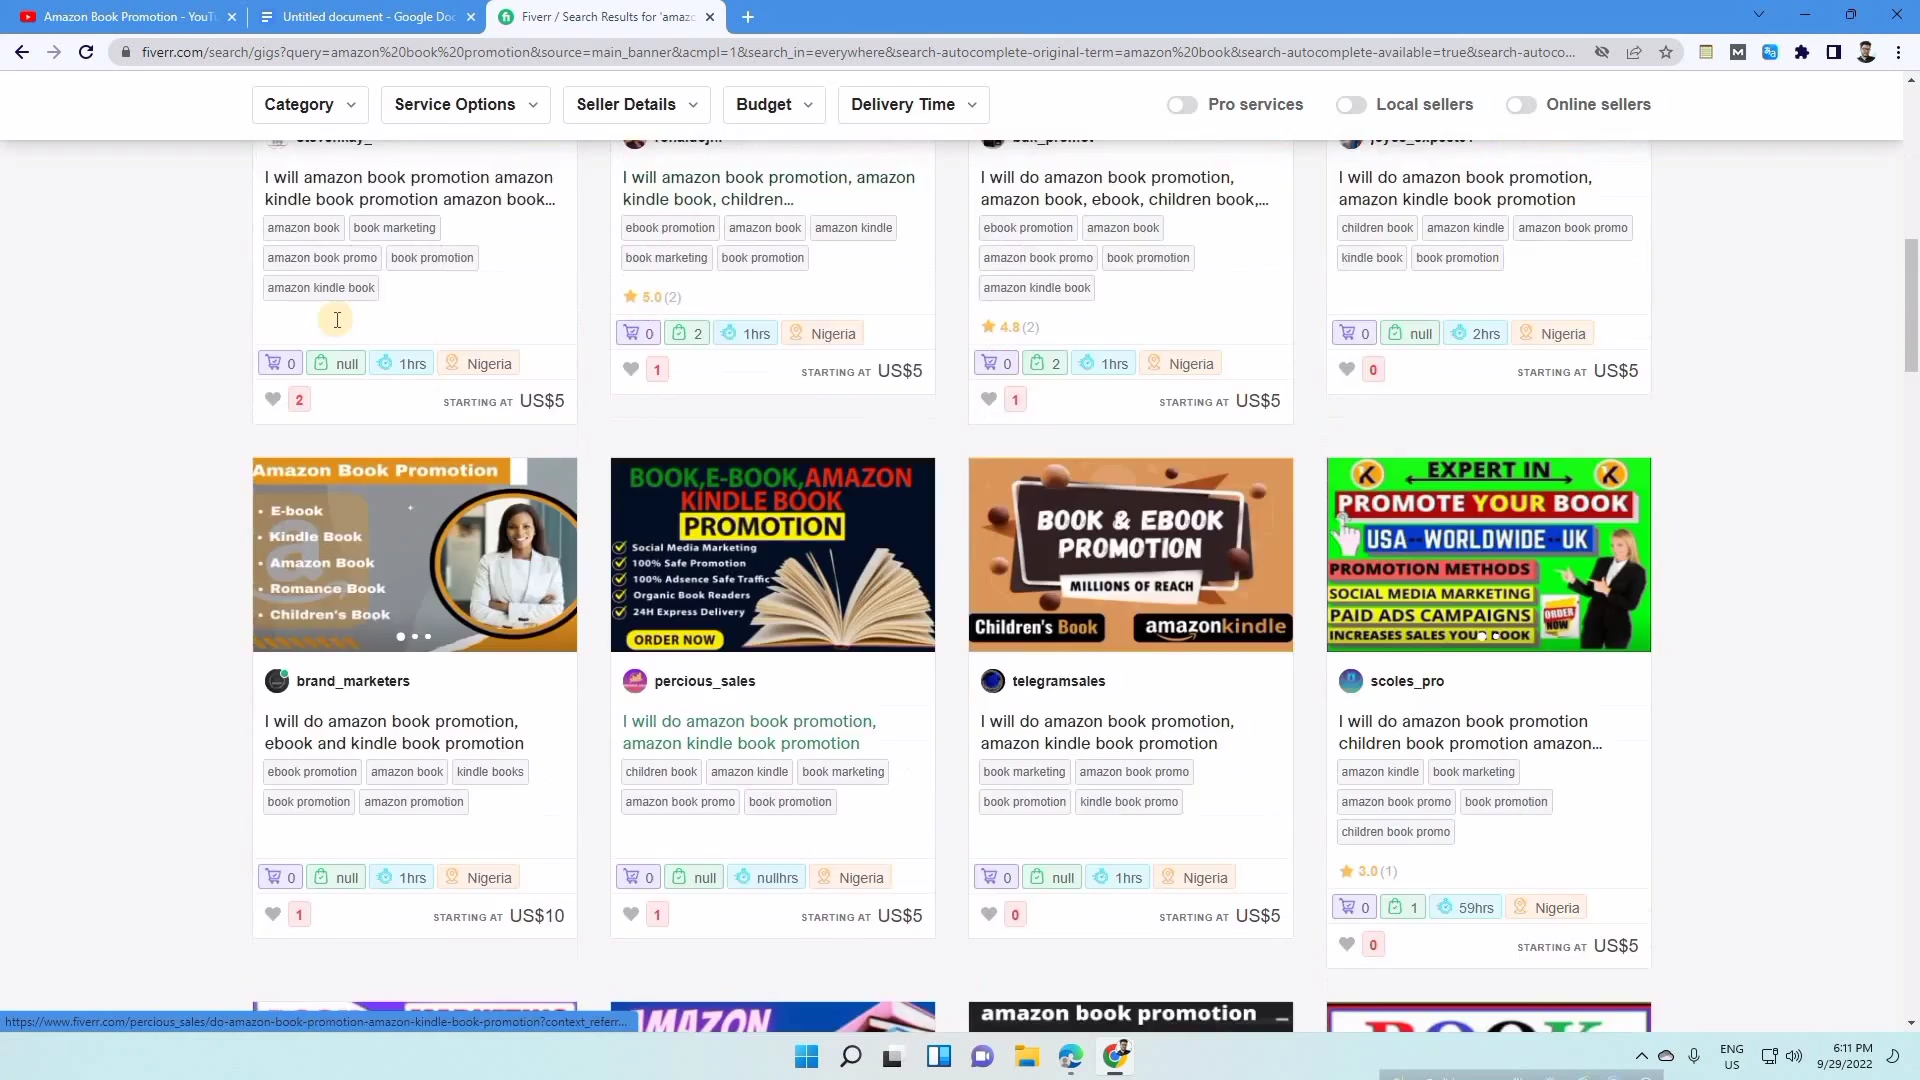 Amazon Book Promotion - YouTu
Untitled document - Google Doc
Fiverr / Search Results for 'amazo
fiverr.com/search/gigs?query=amazon%20book%20promotion&source=main_banner&acmpl=1&search_in=everywhere&search-autocomplete-original-term=amazon%20book&search-autocomplete-available=true&search-autoco...
Category
Service Options
Seller Details
Budget
Delivery Time
Pro services
Local sellers
Online sellers
I will amazon book promotion amazon
kindle book promotion amazon book...
amazon book
book marketing
amazon book promo
book promotion
amazon kindle book
0
null
1hrs
Nigeria
2
STARTING AT US$5
I will amazon book promotion, amazon
kindle book, children...
ebook promotion
amazon book
amazon kindle
book marketing
book promotion
5.0 (2)
0
2
1hrs
Nigeria
1
STARTING AT US$5
I will do amazon book promotion,
amazon book, ebook, children book,...
ebook promotion
amazon book
amazon book promo
book promotion
amazon kindle book
4.8 (2)
0
2
1hrs
Nigeria
1
STARTING AT US$5
I will do amazon book promotion,
amazon kindle book promotion
children book
amazon kindle
amazon book promo
kindle book
book promotion
0
null
2hrs
Nigeria
0
STARTING AT US$5
Amazon Book Promotion
• E-book
• Kindle Book
• Amazon Book
• Romance Book
• Children's Book
brand_marketers
I will do amazon book promotion,
ebook and kindle book promotion
ebook promotion
amazon book
kindle books
book promotion
amazon promotion
0
null
1hrs
Nigeria
1
STARTING AT US$10
BOOK,E-BOOK,AMAZON
KINDLE BOOK
PROMOTION
Social Media Marketing
100% Safe Promotion
100% Adsence Safe Traffic
Organic Book Readers
24H Express Delivery
ORDER NOW
percious_sales
I will do amazon book promotion,
amazon kindle book promotion
children book
amazon kindle
book marketing
amazon book promo
book promotion
0
null
nullhrs
Nigeria
1
STARTING AT US$5
BOOK & EBOOK
PROMOTION
MILLIONS OF REACH
Children's Book
amazonkindle
telegramsales
I will do amazon book promotion,
amazon kindle book promotion
book marketing
amazon book promo
book promotion
kindle book promo
0
null
1hrs
Nigeria
0
STARTING AT US$5
EXPERT IN
PROMOTE YOUR BOOK
USA--WORLDWIDE--UK
PROMOTION METHODS
SOCIAL MEDIA MARKETING
PAID ADS CAMPAIGNS
INCREASES SALES YOUR BOOK
ORDER NOW
scoles_pro
I will do amazon book promotion
children book promotion amazon...
amazon kindle
book marketing
amazon book promo
book promotion
children book promo
3.0 (1)
0
1
59hrs
Nigeria
0
STARTING AT US$5
AMAZON
amazon book promotion
https://www.fiverr.com/percious_sales/do-amazon-book-promotion-amazon-kindle-book-promotion?context_referr...
ENG
US
6:11 PM
9/29/2022